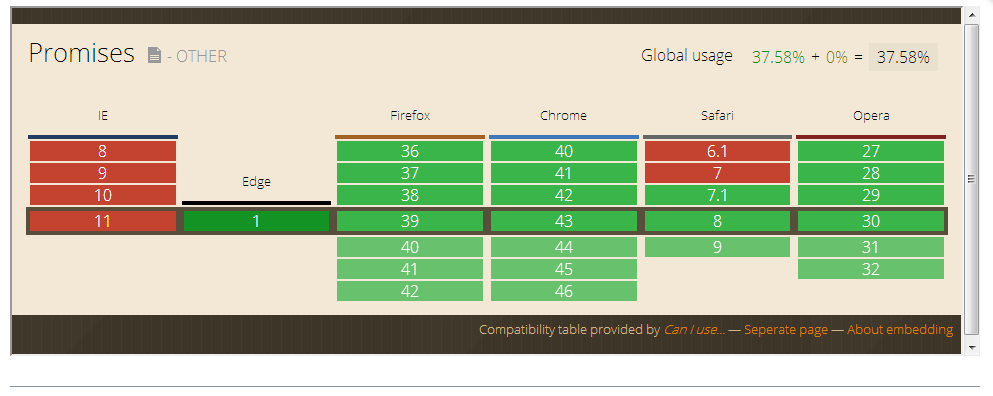 Promises - OTHER
Global usage 37.58% + 0% = 37.58%
IE Firefox Chrome Safari Opera
8 36 40 6.1 27
9 37 41 7 28
Edge
10 38 42 7.1 29
11 1 39 43 8 30
40 44 9 31
41 45 32
42 46
Compatibility table provided by Can I use... — Seperate page — About embedding